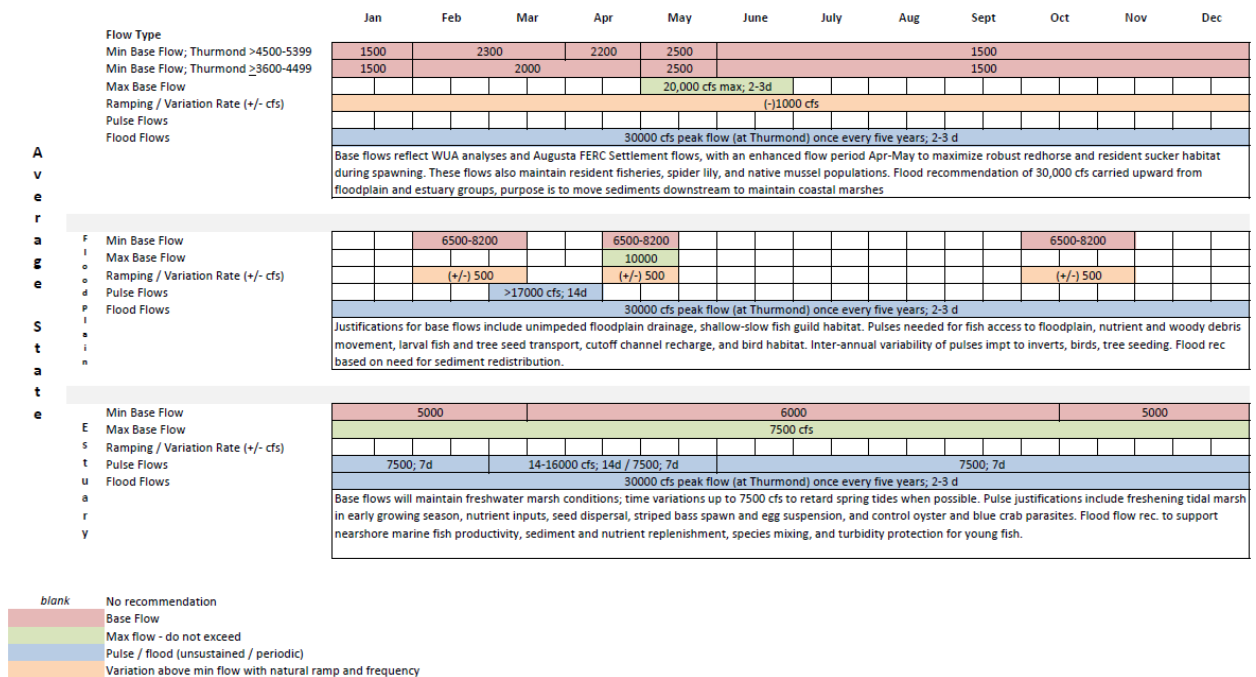 Jan Feb Mar Apr May June July Aug Sept Oct Nov Dec
Flow Type
Min Base Flow; Thurmond >4500-5399 1500 2300 2200 2500 1500
Min Base Flow; Thurmond ≥3600-4499 1500 2000 2500 1500
Max Base Flow 20,000 cfs max; 2-3d
Ramping / Variation Rate (+/- cfs) (-)1000 cfs
Pulse Flows
Flood Flows 30000 cfs peak flow (at Thurmond) once every five years; 2-3 d
Base flows reflect WUA analyses and Augusta FERC Settlement flows, with an enhanced flow period Apr-May to maximize robust redhorse and resident sucker habitat
during spawning. These flows also maintain resident fisheries, spider lily, and native mussel populations. Flood recommendation of 30,000 cfs carried upward from
floodplain and estuary groups, purpose is to move sediments downstream to maintain coastal marshes
Average State
Floodplain
Min Base Flow 6500-8200 6500-8200 6500-8200
Max Base Flow 10000
Ramping / Variation Rate (+/- cfs) (+/-) 500 (+/-) 500 (+/-) 500
Pulse Flows >17000 cfs; 14d
Flood Flows 30000 cfs peak flow (at Thurmond) once every five years; 2-3 d
Justifications for base flows include unimpeded floodplain drainage, shallow-slow fish guild habitat. Pulses needed for fish access to floodplain, nutrient and woody debris
movement, larval fish and tree seed transport, cutoff channel recharge, and bird habitat. Inter-annual variability of pulses impt to inverts, birds, tree seeding. Flood rec
based on need for sediment redistribution.
Estuary
Min Base Flow 5000 6000 5000
Max Base Flow 7500 cfs
Ramping / Variation Rate (+/- cfs)
Pulse Flows 7500; 7d 14-16000 cfs; 14d / 7500; 7d 7500; 7d
Flood Flows 30000 cfs peak flow (at Thurmond) once every five years; 2-3 d
Base flows will maintain freshwater marsh conditions; time variations up to 7500 cfs to retard spring tides when possible. Pulse justifications include freshening tidal marsh
in early growing season, nutrient inputs, seed dispersal, striped bass spawn and egg suspension, and control oyster and blue crab parasites. Flood flow rec. to support
nearshore marine fish productivity, sediment and nutrient replenishment, species mixing, and turbidity protection for young fish.
blank No recommendation
Base Flow
Max flow - do not exceed
Pulse / flood (unsustained / periodic)
Variation above min flow with natural ramp and frequency